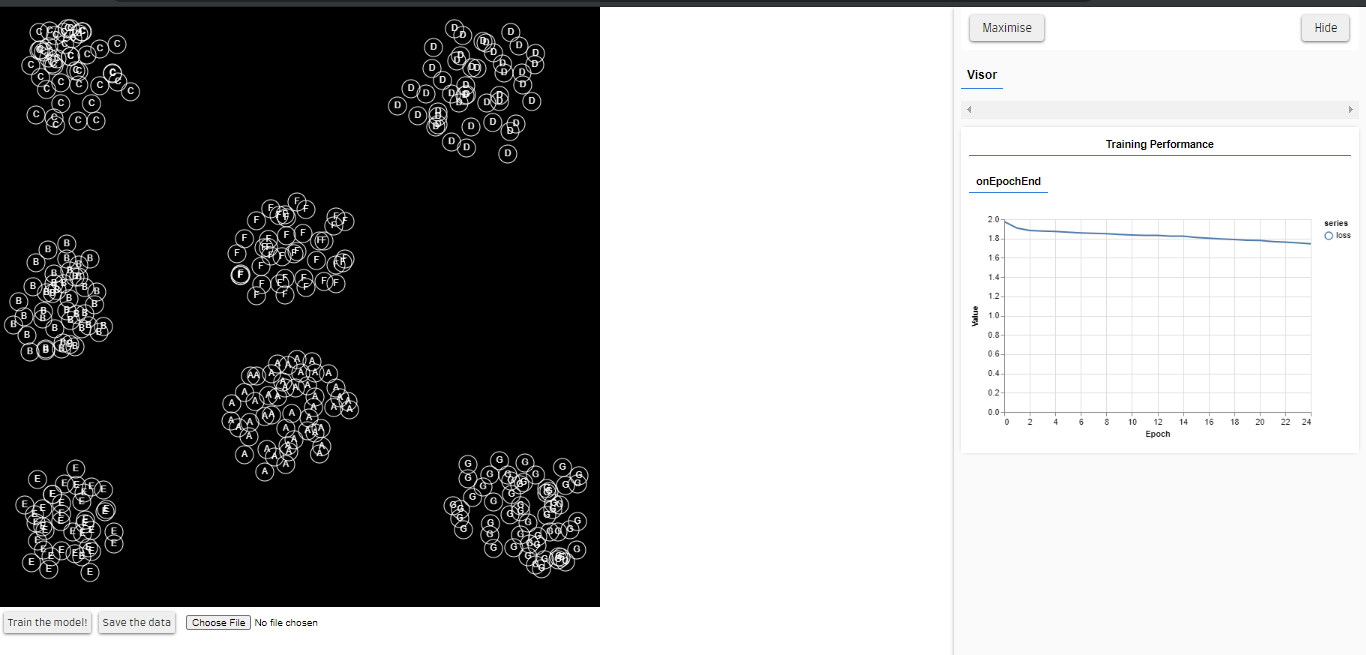 Maximise
Hide
Visor
Training Performance
onEpochEnd
2.0
1.8
1.6
1.4
1.2
1.0
0.8
0.6
0.4
0.2
0.0
Value
0 2 4 6 8 10 12 14 16 18 20 22 24
Epoch
series
loss
C
D
F
B
A
E
G
Train the model! Save the data Choose File No file chosen